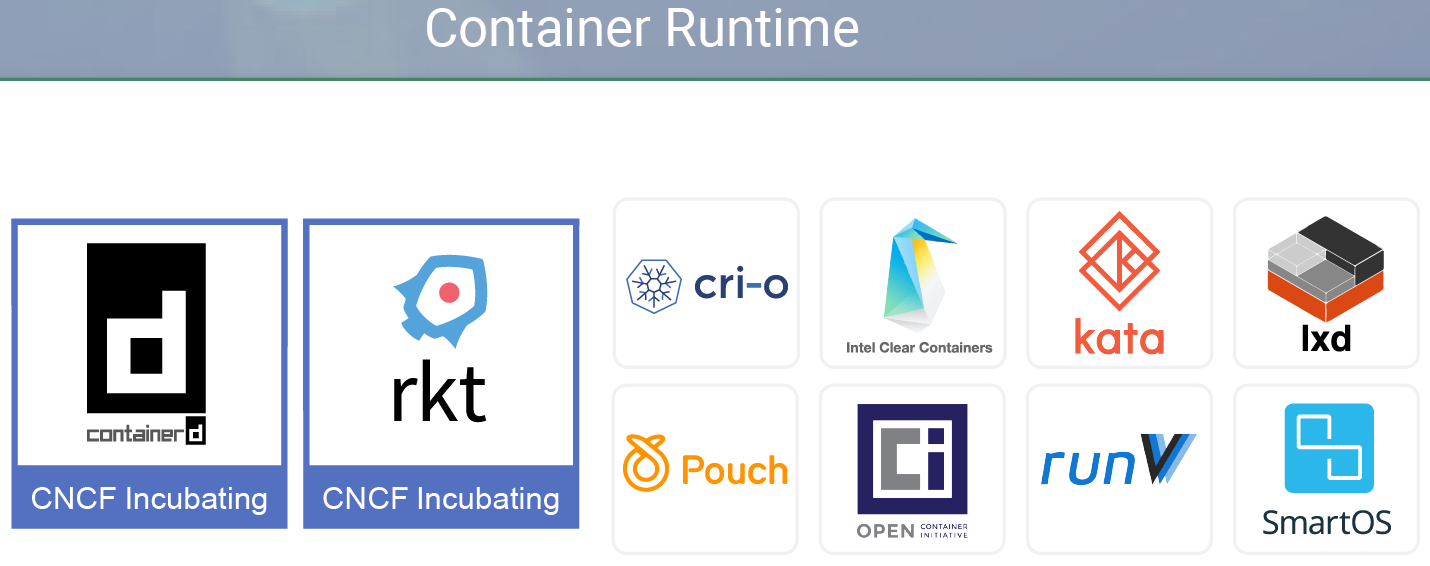 Container Runtime
containerd
CNCF Incubating
rkt
CNCF Incubating
cri-o
Intel Clear Containers
kata
lxd
Pouch
OPEN CONTAINER INITIATIVE
runV
SmartOS